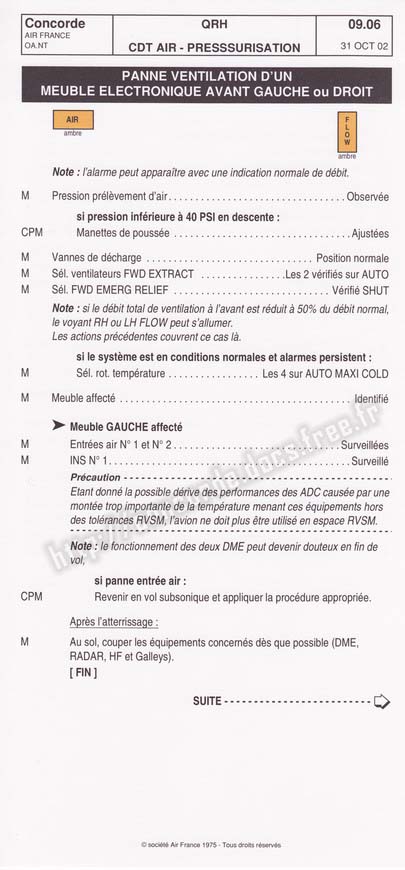 Concorde QRH 09.06
AIR FRANCE
OA.NT CDT AIR - PRESSSURISATION 31 OCT 02
PANNE VENTILATION D'UN
MEUBLE ELECTRONIQUE AVANT GAUCHE ou DROIT
AIR
ambre
FLOW
ambre
Note : l'alarme peut apparaître avec une indication normale de débit.
M Pression prélèvement d'air. . . . . . . . . . . . . . . . . . . . . . . . . . . . Observée
si pression inférieure à 40 PSI en descente :
CPM Manettes de poussée . . . . . . . . . . . . . . . . . . . . . . . . . . . . Ajustées
M Vannes de décharge . . . . . . . . . . . . . . . . . . . . . . . . Position normale
M Sél. ventilateurs FWD EXTRACT . . . . . . . . . . . . . Les 2 vérifiés sur AUTO
M Sél. FWD EMERG RELIEF . . . . . . . . . . . . . . . . . . . . . . . . Vérifié SHUT
Note : si le débit total de ventilation à l'avant est réduit à 50% du débit normal,
le voyant RH ou LH FLOW peut s'allumer.
Les actions précédentes couvrent ce cas là.
si le système est en conditions normales et alarmes persistent :
M Sél. rot. température . . . . . . . . . . . . . Les 4 sur AUTO MAXI COLD
M Meuble affecté . . . . . . . . . . . . . . . . . . . . . . . . . . . . . . . . . . Identifié
➤ Meuble GAUCHE affecté
M Entrées air N° 1 et N° 2 . . . . . . . . . . . . . . . . . . . . . . . . . Surveillées
M INS N° 1. . . . . . . . . . . . . . . . . . . . . . . . . . . . . . . . . . . . Surveillé
Précaution
Etant donné la possible dérive des performances des ADC causée par une
montée trop importante de la température menant ces équipements hors
des tolérances RVSM, l'avion ne doit plus être utilisé en espace RVSM.
Note : le fonctionnement des deux DME peut devenir douteux en fin de
vol,
si panne entrée air :
CPM Revenir en vol subsonique et appliquer la procédure appropriée.
Après l'atterrissage :
M Au sol, couper les équipements concernés dès que possible (DME,
RADAR, HF et Galleys).
[ FIN ]
SUITE
© société Air France 1975 - Tous droits réservés